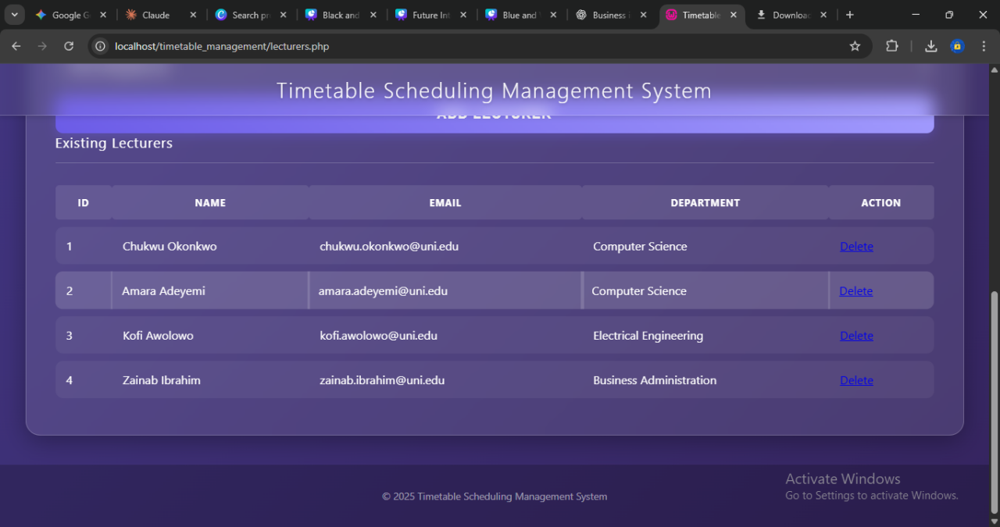 Google G
Claude
Search pr
Black and
Future Int
Blue and
Business i
Timetable
Downloac
localhost/timetable_management/lecturers.php
Timetable Scheduling Management System
ADD LECTURER
Existing Lecturers
ID NAME EMAIL DEPARTMENT ACTION
1 Chukwu Okonkwo chukwu.okonkwo@uni.edu Computer Science Delete
2 Amara Adeyemi amara.adeyemi@uni.edu Computer Science Delete
3 Kofi Awolowo kofi.awolowo@uni.edu Electrical Engineering Delete
4 Zainab Ibrahim zainab.ibrahim@uni.edu Business Administration Delete
Activate Windows
Go to Settings to activate Windows.
© 2025 Timetable Scheduling Management System